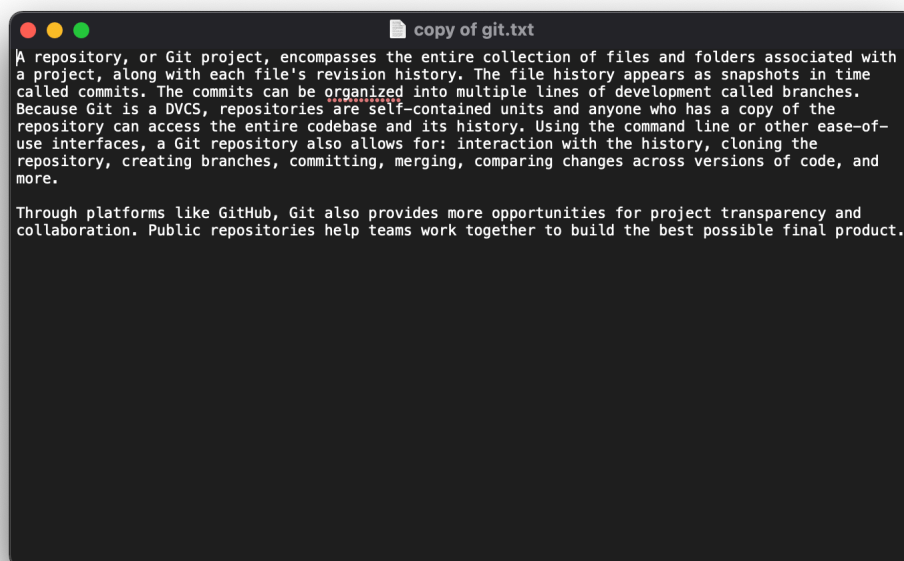 copy of git.txt
A repository, or Git project, encompasses the entire collection of files and folders associated with
a project, along with each file's revision history. The file history appears as snapshots in time
called commits. The commits can be organized into multiple lines of development called branches.
Because Git is a DVCS, repositories are self-contained units and anyone who has a copy of the
repository can access the entire codebase and its history. Using the command line or other ease-of-
use interfaces, a Git repository also allows for: interaction with the history, cloning the
repository, creating branches, committing, merging, comparing changes across versions of code, and
more.
Through platforms like GitHub, Git also provides more opportunities for project transparency and
collaboration. Public repositories help teams work together to build the best possible final product.